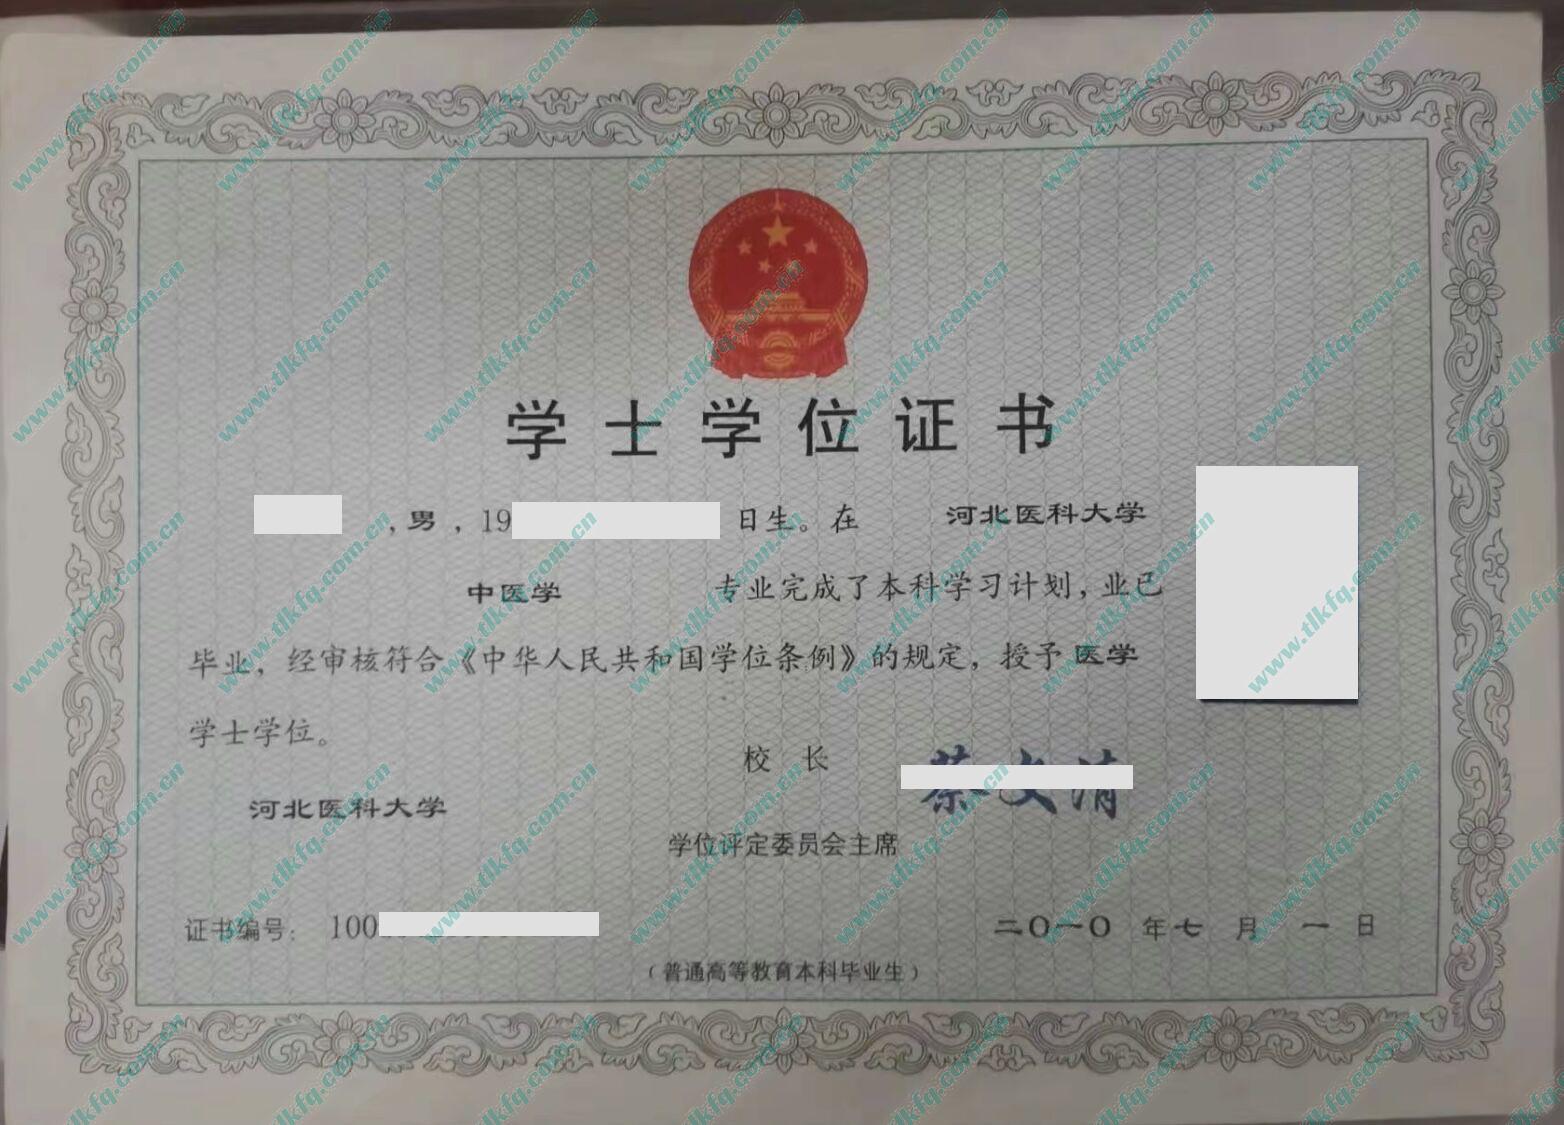 学士学位证书
，男，19 日生。在 河北医科大学
中医学 专业完成了本科学习计划，业已
毕业，经审核符合《中华人民共和国学位条例》的规定，授予 医学
学士学位。
校 长
河北医科大学
学位评定委员会主席
证书编号： 100
二〇一〇 年 七 月 一 日
（普通高等教育本科毕业生）
www.tlkfq.com.cn